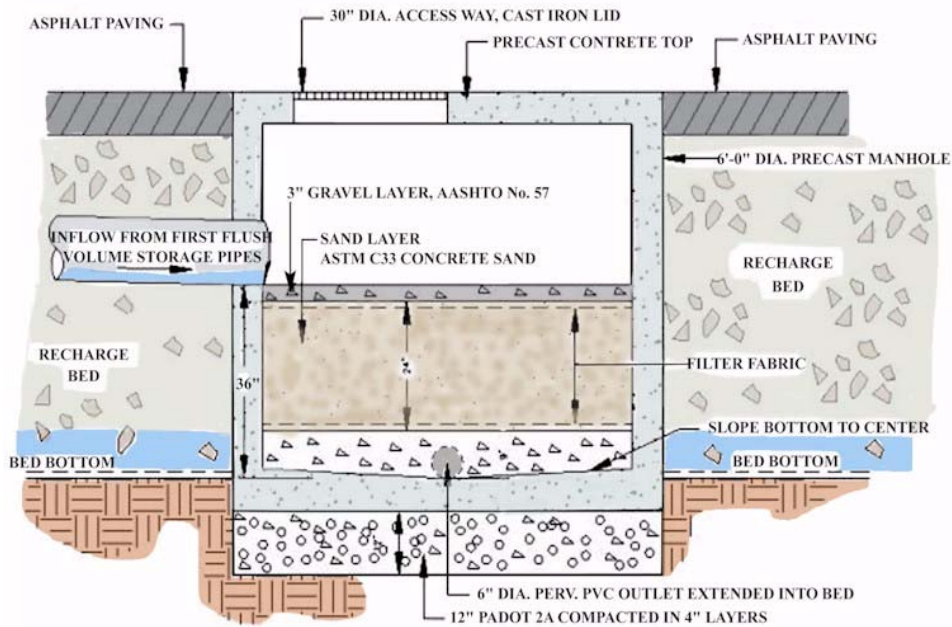 30" DIA. ACCESS WAY, CAST IRON LID
ASPHALT PAVING
PRECAST CONTRETE TOP
ASPHALT PAVING
6'-0" DIA. PRECAST MANHOLE
3" GRAVEL LAYER, AASHTO No. 57
INFLOW FROM FIRST FLUSH
VOLUME STORAGE PIPES
SAND LAYER
ASTM C33 CONCRETE SAND
RECHARGE
BED
RECHARGE
BED
36"
24"
FILTER FABRIC
SLOPE BOTTOM TO CENTER
BED BOTTOM
BED BOTTOM
6" DIA. PERV. PVC OUTLET EXTENDED INTO BED
12" PADOT 2A COMPACTED IN 4" LAYERS